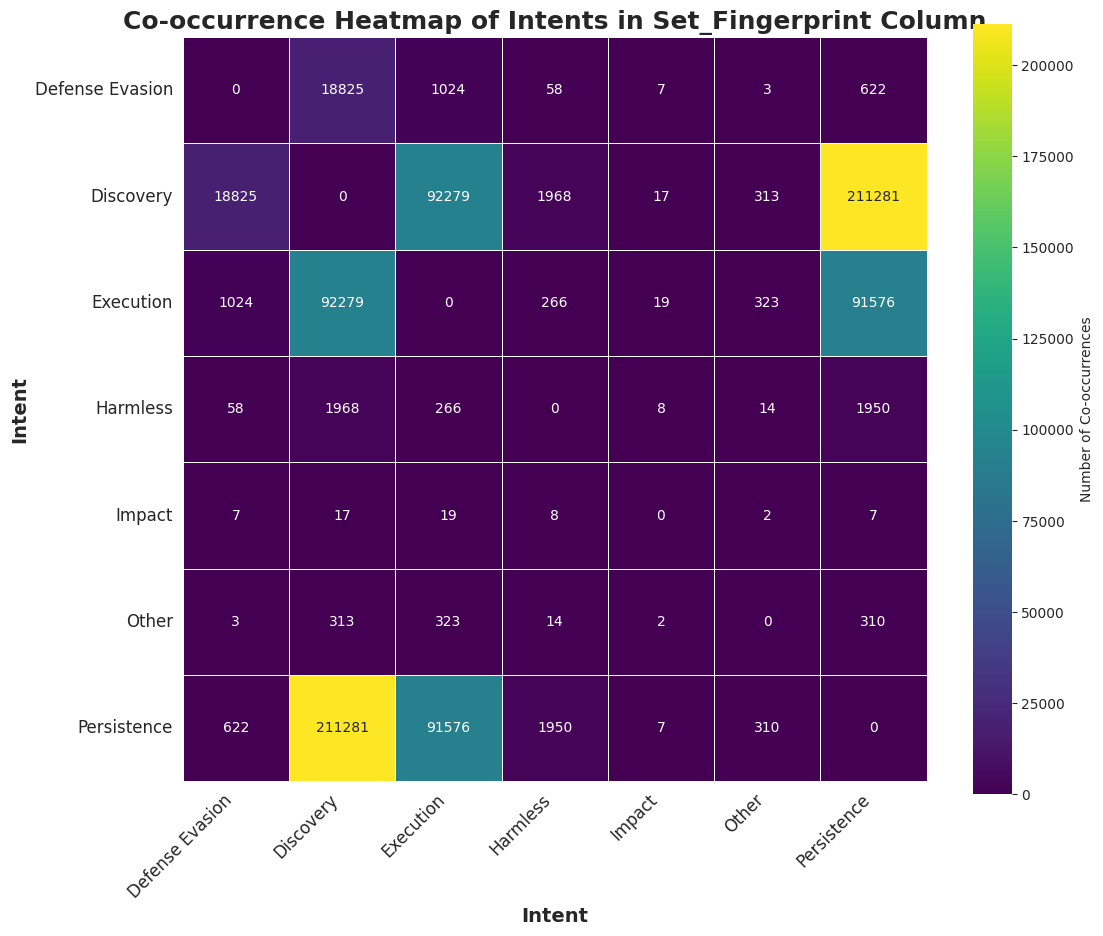 Co-occurrence Heatmap of Intents in Set_Fingerprint Column
Defense Evasion 0 18825 1024 58 7 3 622
Discovery 18825 0 92279 1968 17 313 211281
Execution 1024 92279 0 266 19 323 91576
Harmless 58 1968 266 0 8 14 1950
Impact 7 17 19 8 0 2 7
Other 3 313 323 14 2 0 310
Persistence 622 211281 91576 1950 7 310 0
Defense Evasion Discovery Execution Harmless Impact Other Persistence
Intent
Intent
200000
175000
150000
125000
100000
75000
50000
25000
0
Number of Co-occurrences